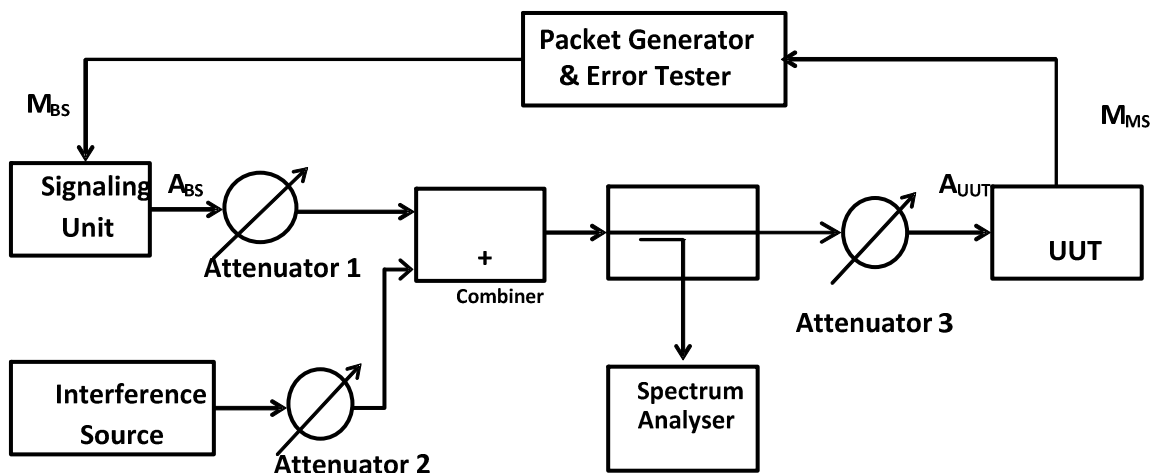 Packet Generator
& Error Tester
MBS
MMS
Signaling
Unit
ABS
AUUT
UUT
Attenuator 1
+
Combiner
Attenuator 3
Interference
Source
Spectrum
Analyser
Attenuator 2